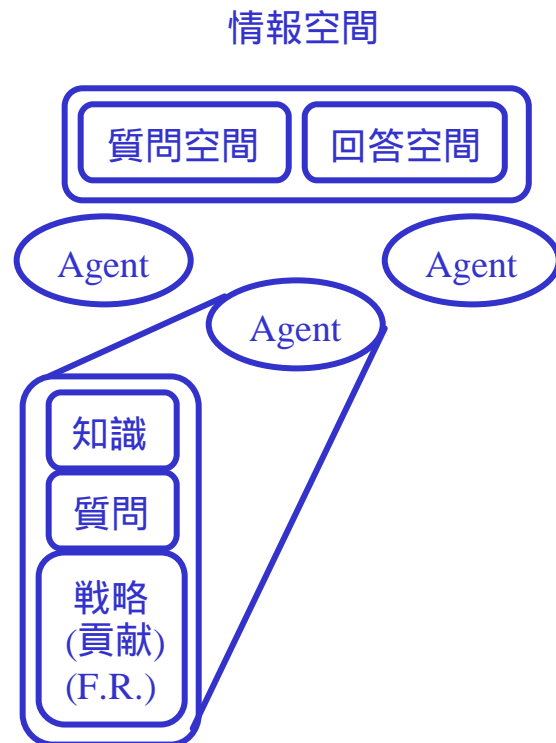 情報空間
質問空間 回答空間
Agent Agent
Agent
知識
質問
戦略
(貢献)
(F.R.)